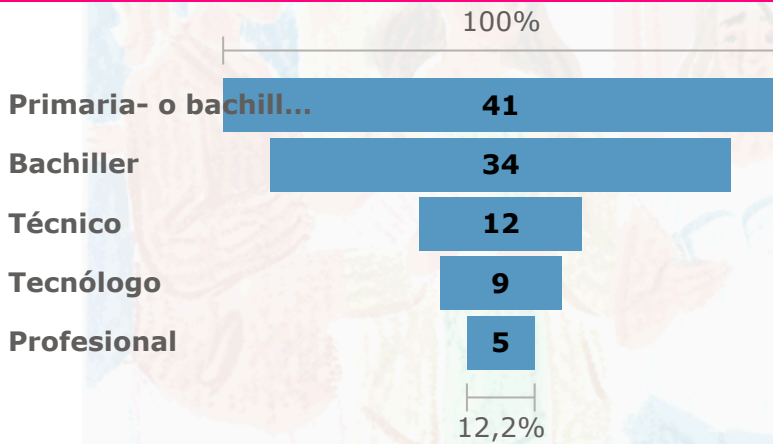 100%
Primaria- o bachill... 41
Bachiller 34
Técnico 12
Tecnólogo 9
Profesional 5
12,2%